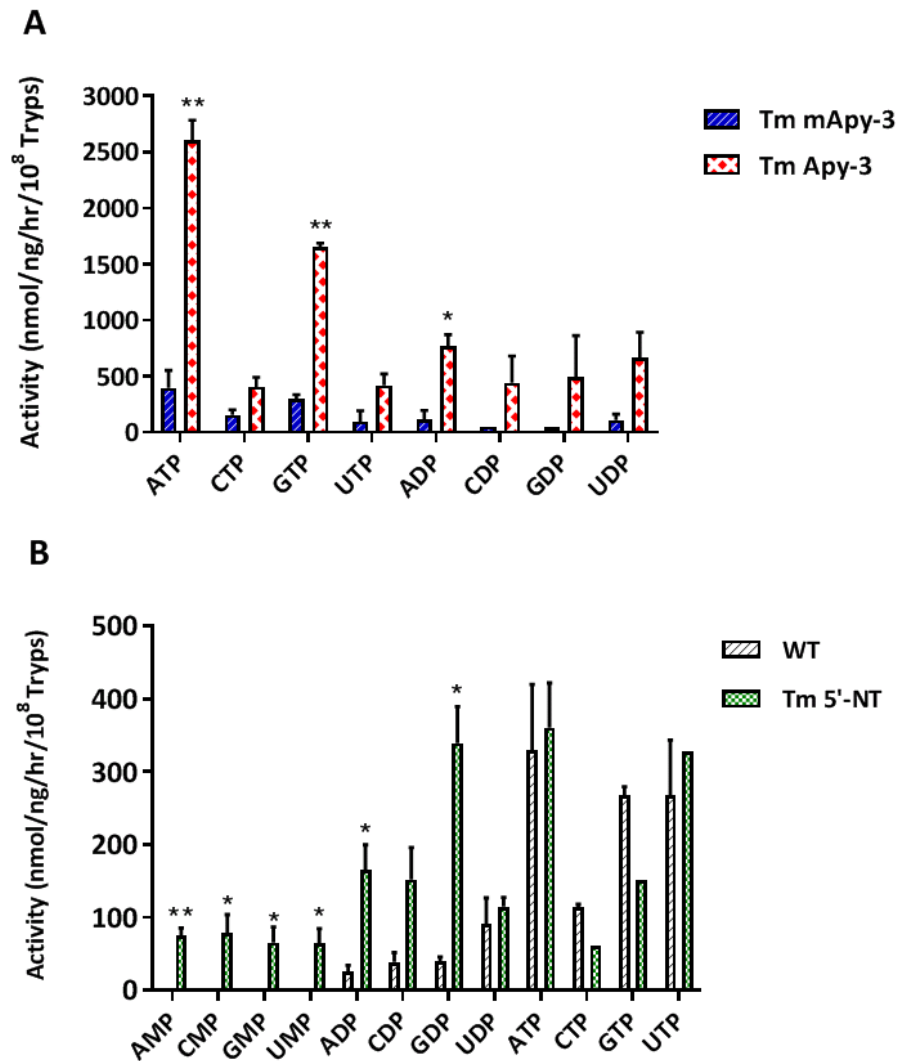 A
Activity (nmol/ng/hr/10⁸ Tryps)
3000
2500
2000
1500
1000
500
0
**
**
*
ATP
CTP
GTP
UTP
ADP
CDP
GDP
UDP
Tm mApy-3
Tm Apy-3
B
Activity (nmol/ng/hr/10⁸ Tryps)
500
400
300
200
100
0
**
*
*
*
*
*
AMP
CMP
GMP
UMP
ADP
CDP
GDP
UDP
ATP
CTP
GTP
UTP
WT
Tm 5'-NT